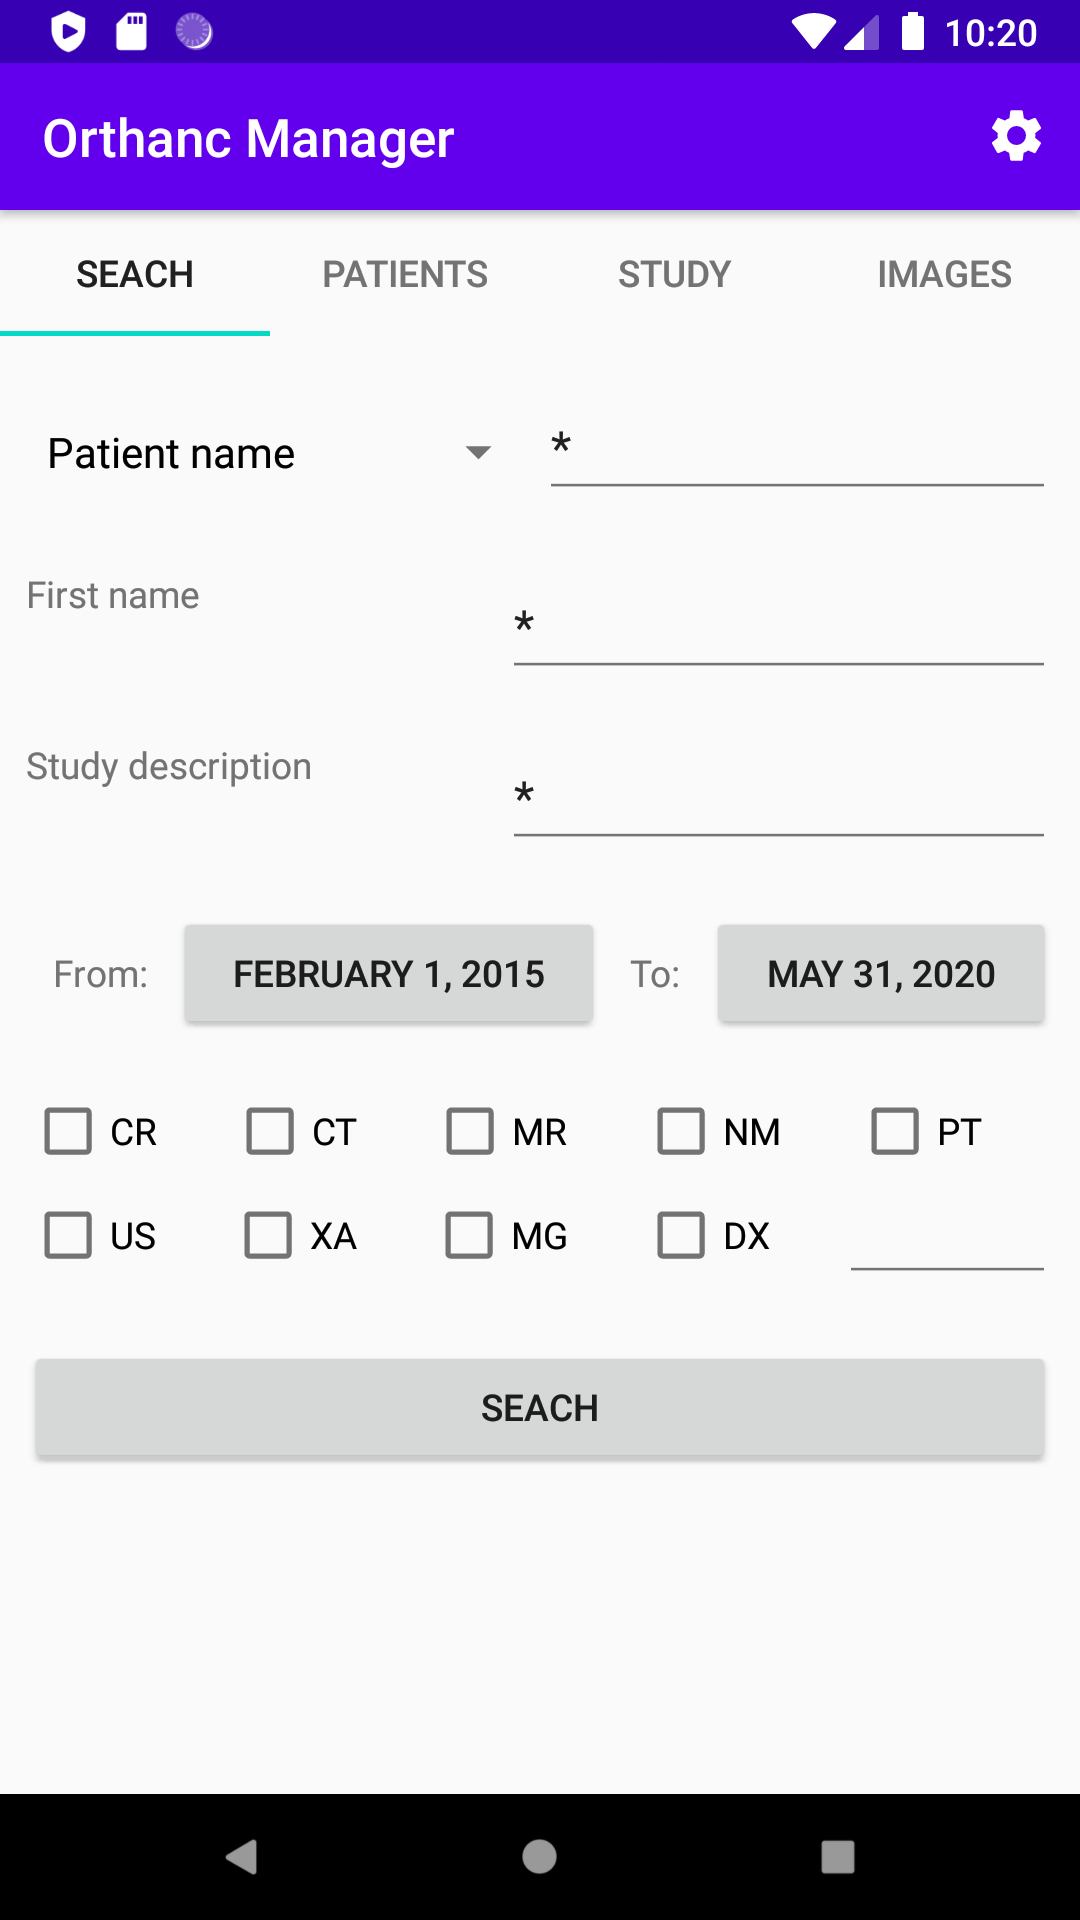 10:20
Orthanc Manager
SEACH PATIENTS STUDY IMAGES
Patient name *
First name
*
Study description
*
From: FEBRUARY 1, 2015 To: MAY 31, 2020
CR CT MR NM PT
US XA MG DX
SEACH